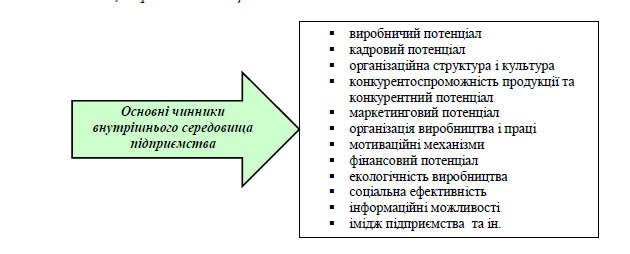 Основні чинники
внутрішнього середовища
підприємства
▪ виробничий потенціал
▪ кадровий потенціал
▪ організаційна структура і культура
▪ конкурентоспроможність продукції та
конкурентний потенціал
▪ маркетинговий потенціал
▪ організація виробництва і праці
▪ мотиваційні механізми
▪ фінансовий потенціал
▪ екологічність виробництва
▪ соціальна ефективність
▪ інформаційні можливості
▪ імідж підприємства та ін.